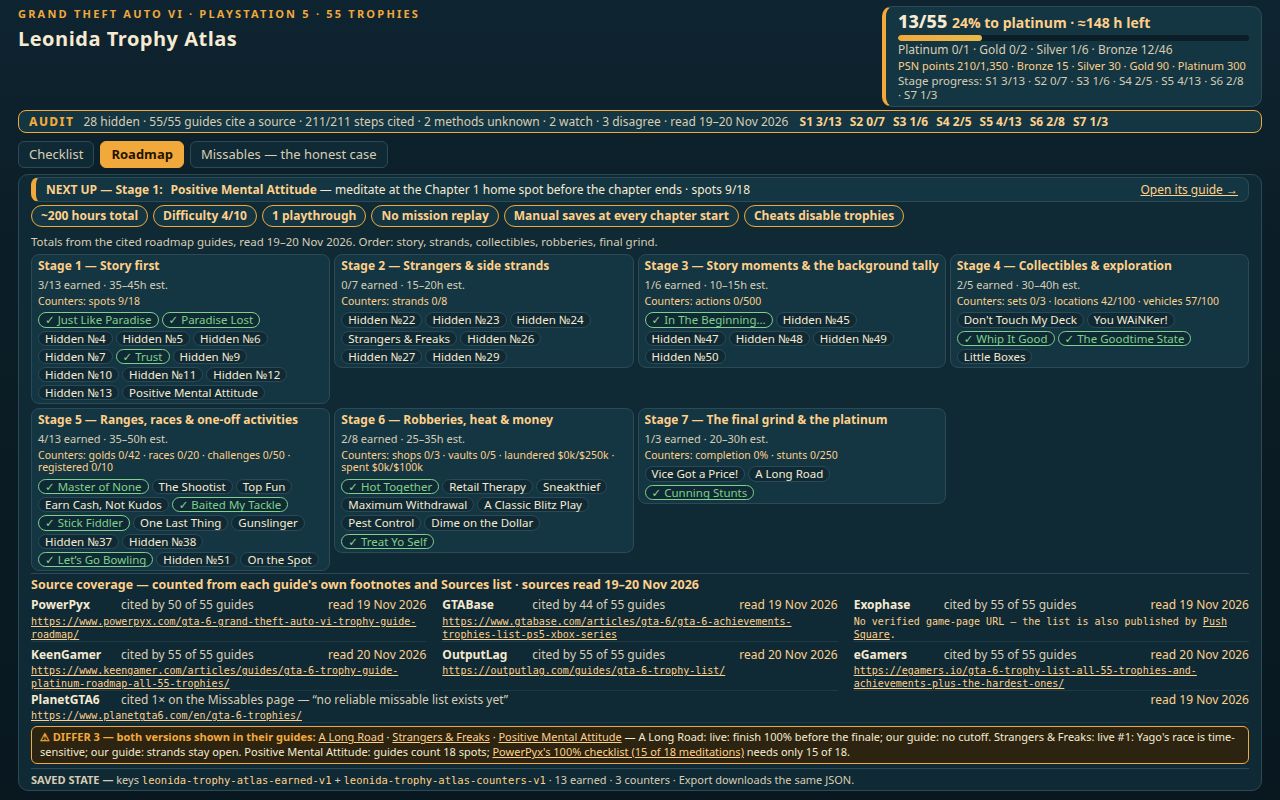 GRAND THEFT AUTO VI · PLAYSTATION 5 · 55 TROPHIES
Leonida Trophy Atlas
13/55 24% to platinum · ≈148 h left
Platinum 0/1 · Gold 0/2 · Silver 1/6 · Bronze 12/46
PSN points 210/1,350 · Bronze 15 · Silver 30 · Gold 90 · Platinum 300
Stage progress: S1 3/13 · S2 0/7 · S3 1/6 · S4 2/5 · S5 4/13 · S6 2/8
· S7 1/3
AUDIT 28 hidden · 55/55 guides cite a source · 211/211 steps cited · 2 methods unknown · 2 watch · 3 disagree · read 19–20 Nov 2026 S1 3/13 S2 0/7 S3 1/6 S4 2/5 S5 4/13 S6 2/8 S7 1/3
Checklist Roadmap Missables — the honest case
NEXT UP — Stage 1: Positive Mental Attitude — meditate at the Chapter 1 home spot before the chapter ends · spots 9/18 Open its guide →
~200 hours total Difficulty 4/10 1 playthrough No mission replay Manual saves at every chapter start Cheats disable trophies
Totals from the cited roadmap guides, read 19–20 Nov 2026. Order: story, strands, collectibles, robberies, final grind.
Stage 1 — Story first
3/13 earned · 35–45h est.
Counters: spots 9/18
✓ Just Like Paradise ✓ Paradise Lost
Hidden №4 Hidden №5 Hidden №6
Hidden №7 ✓ Trust Hidden №9
Hidden №10 Hidden №11 Hidden №12
Hidden №13 Positive Mental Attitude
Stage 2 — Strangers & side strands
0/7 earned · 15–20h est.
Counters: strands 0/8
Hidden №22 Hidden №23 Hidden №24
Strangers & Freaks Hidden №26
Hidden №27 Hidden №29
Stage 3 — Story moments & the background tally
1/6 earned · 10–15h est.
Counters: actions 0/500
✓ In The Beginning... Hidden №45
Hidden №47 Hidden №48 Hidden №49
Hidden №50
Stage 4 — Collectibles & exploration
2/5 earned · 30–40h est.
Counters: sets 0/3 · locations 42/100 · vehicles 57/100
Don't Touch My Deck You WAiNKer!
✓ Whip It Good ✓ The Goodtime State
Little Boxes
Stage 5 — Ranges, races & one-off activities
4/13 earned · 35–50h est.
Counters: golds 0/42 · races 0/20 · challenges 0/50 ·
registered 0/10
✓ Master of None The Shootist Top Fun
Earn Cash, Not Kudos ✓ Baited My Tackle
✓ Stick Fiddler One Last Thing Gunslinger
Hidden №37 Hidden №38
✓ Let's Go Bowling Hidden №51 On the Spot
Stage 6 — Robberies, heat & money
2/8 earned · 25–35h est.
Counters: shops 0/3 · vaults 0/5 · laundered $0k/$250k ·
spent $0k/$100k
✓ Hot Together Retail Therapy Sneakthief
Maximum Withdrawal A Classic Blitz Play
Pest Control Dime on the Dollar
✓ Treat Yo Self
Stage 7 — The final grind & the platinum
1/3 earned · 20–30h est.
Counters: completion 0% · stunts 0/250
Vice Got a Price! A Long Road
✓ Cunning Stunts
Source coverage — counted from each guide's own footnotes and Sources list · sources read 19–20 Nov 2026
PowerPyx cited by 50 of 55 guides read 19 Nov 2026
https://www.powerpyx.com/gta-6-grand-theft-auto-vi-trophy-guide-
roadmap/
GTABase cited by 44 of 55 guides read 19 Nov 2026
https://www.gtabase.com/articles/gta-6/gta-6-achievements-
trophies-list-ps5-xbox-series
Exophase cited by 55 of 55 guides read 19 Nov 2026
No verified game-page URL — the list is also published by Push
Square.
KeenGamer cited by 55 of 55 guides read 20 Nov 2026
https://www.keengamer.com/articles/guides/gta-6-trophy-guide-
platinum-roadmap-all-55-trophies/
OutputLag cited by 55 of 55 guides read 20 Nov 2026
https://outputlag.com/guides/gta-6-trophy-list/
eGamers cited by 55 of 55 guides read 20 Nov 2026
https://egamers.io/gta-6-trophy-list-all-55-trophies-and-
achievements-plus-the-hardest-ones/
PlanetGTA6 cited 1× on the Missables page — “no reliable missable list exists yet” read 19 Nov 2026
https://www.planetgta6.com/en/gta-6-trophies/
⚠ DIFFER 3 — both versions shown in their guides: A Long Road · Strangers & Freaks · Positive Mental Attitude — A Long Road: live: finish 100% before the finale; our guide: no cutoff. Strangers & Freaks: live #1: Yago's race is time-
sensitive; our guide: strands stay open. Positive Mental Attitude: guides count 18 spots; PowerPyx's 100% checklist (15 of 18 meditations) needs only 15 of 18.
SAVED STATE — keys leonida-trophy-atlas-earned-v1 + leonida-trophy-atlas-counters-v1 · 13 earned · 3 counters · Export downloads the same JSON.